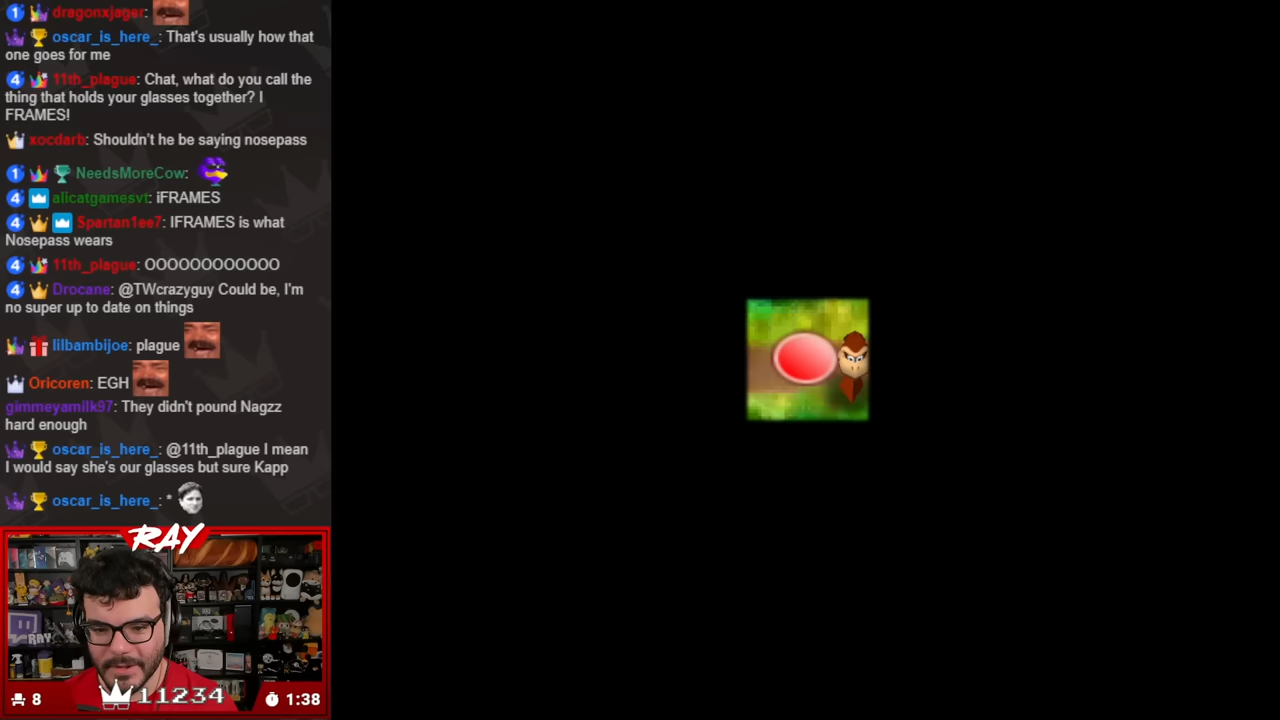 dragonxjager:
oscar_is_here_: That's usually how that
one goes for me
11th_plague: Chat, what do you call the
thing that holds your glasses together? I
FRAMES!
xocdarb: Shouldn't he be saying nosepass
NeedsMoreCow:
alicatgamesvt: iFRAMES
Spartan1ee7: IFRAMES is what
Nosepass wears
11th_plague: OOOOOOOOOOOO
Drocane: @TWcrazyguy Could be, I'm
no super up to date on things
lilbambijoe: plague
Oricoren: EGH
gimmeyamilk97: They didn't pound Nagzz
hard enough
oscar_is_here_: @11th_plague I mean
I would say she's our glasses but sure Kapp
oscar_is_here_: *
RAY
RAY
8
11234
1:38